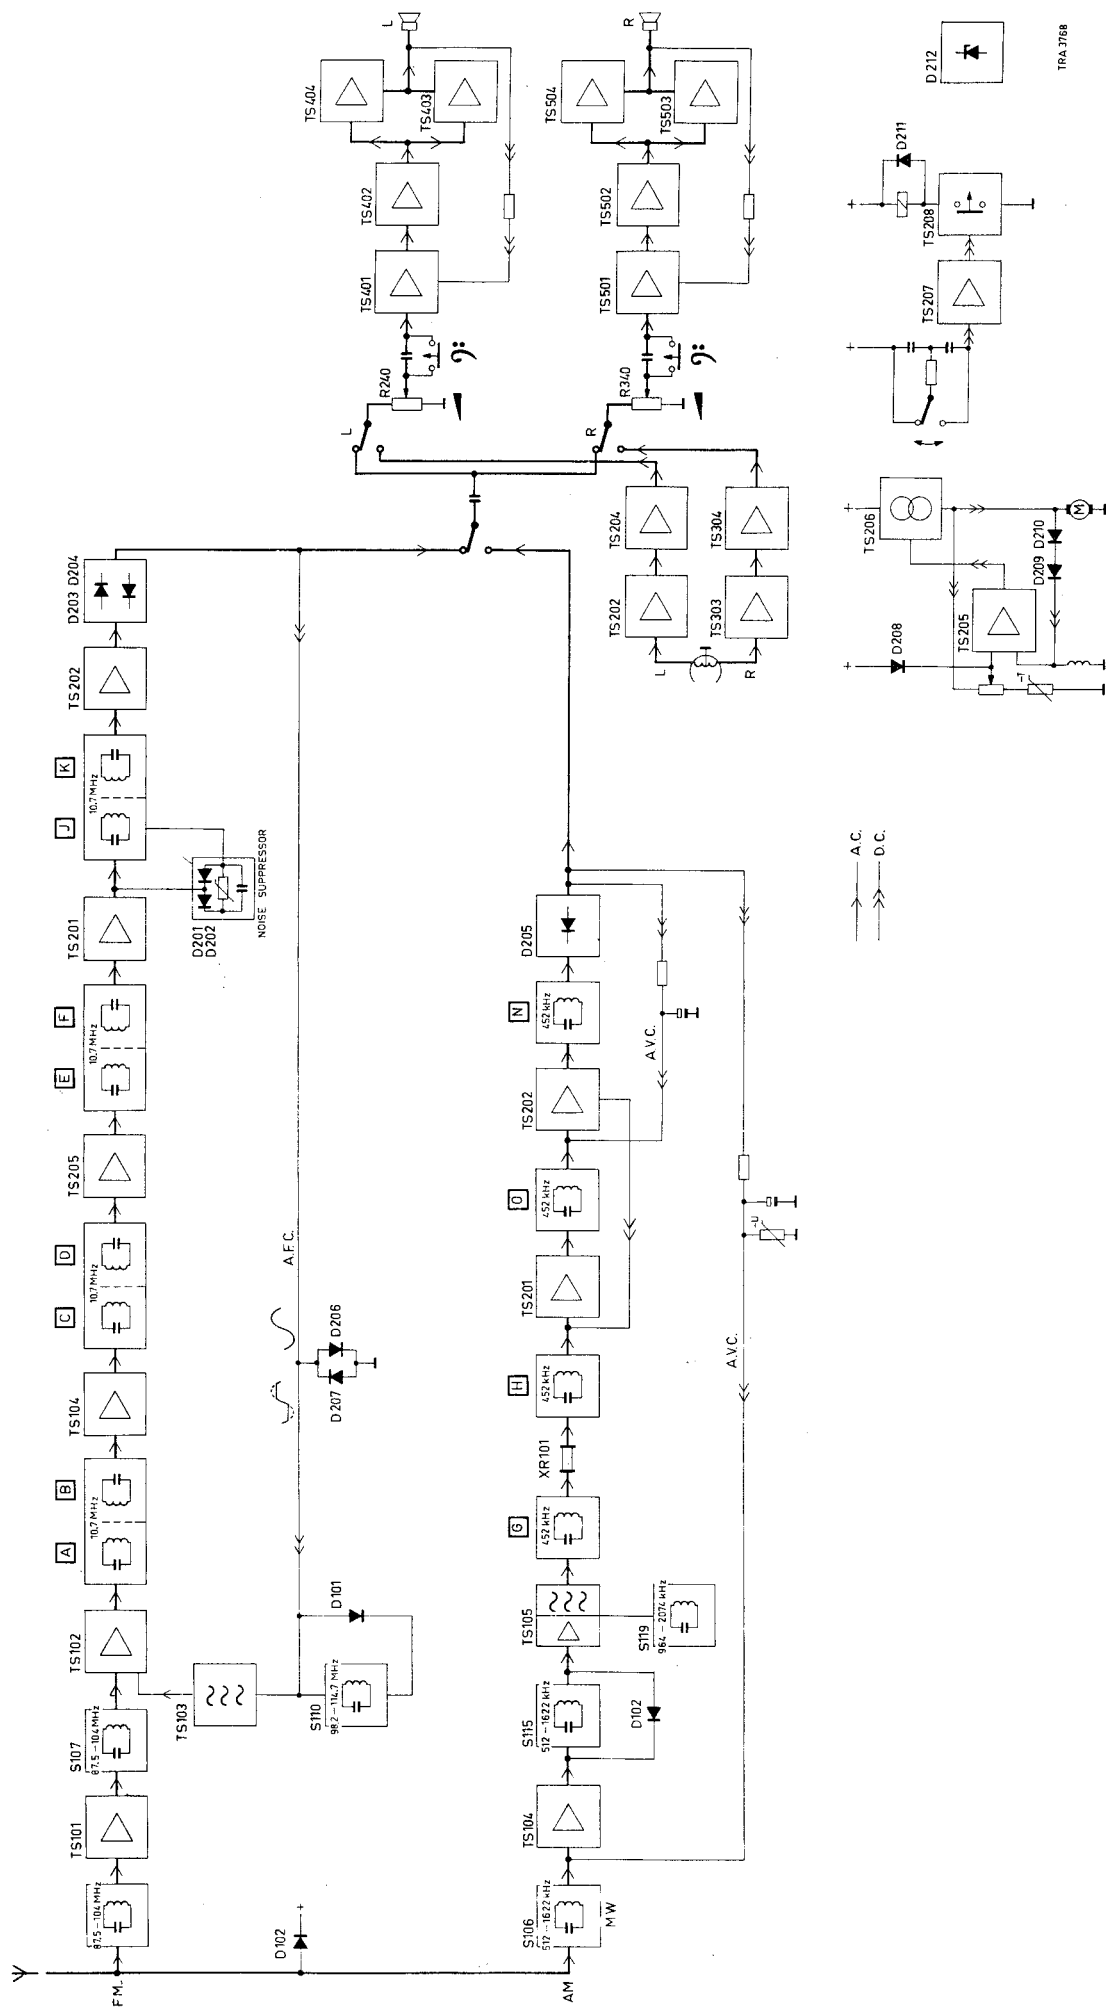 FM
87.5–104 MHz
TS101
S107
87.5–104 MHz
TS102
A
B
10.7 MHz
TS104
C
D
10.7 MHz
TS205
E
F
10.7 MHz
TS201
J
K
10.7 MHz
TS202
D203 D204
D201
D202
NOISE SUPPRESSOR
TS103
S110
98.2–114.7 MHz
D101
D207
D206
A.F.C.
D102
+
AM
S106
512–1622 kHz
MW
TS104
S115
512–1622 kHz
D102
TS105
S119
964–2074 kHz
G
452 kHz
XR101
H
452 kHz
TS201
O
452 kHz
TS202
N
452 kHz
D205
A.V.C.
A.V.C.
-U
L
R
TS202
TS204
TS303
TS304
L
R240
TS401
TS402
TS404
TS403
L
R
R340
TS501
TS502
TS504
TS503
R
A.C.
D.C.
+
D208
TS205
TS206
+
D209
D210
M
-T
+
TS207
TS208
+
D211
D212
TRA3768